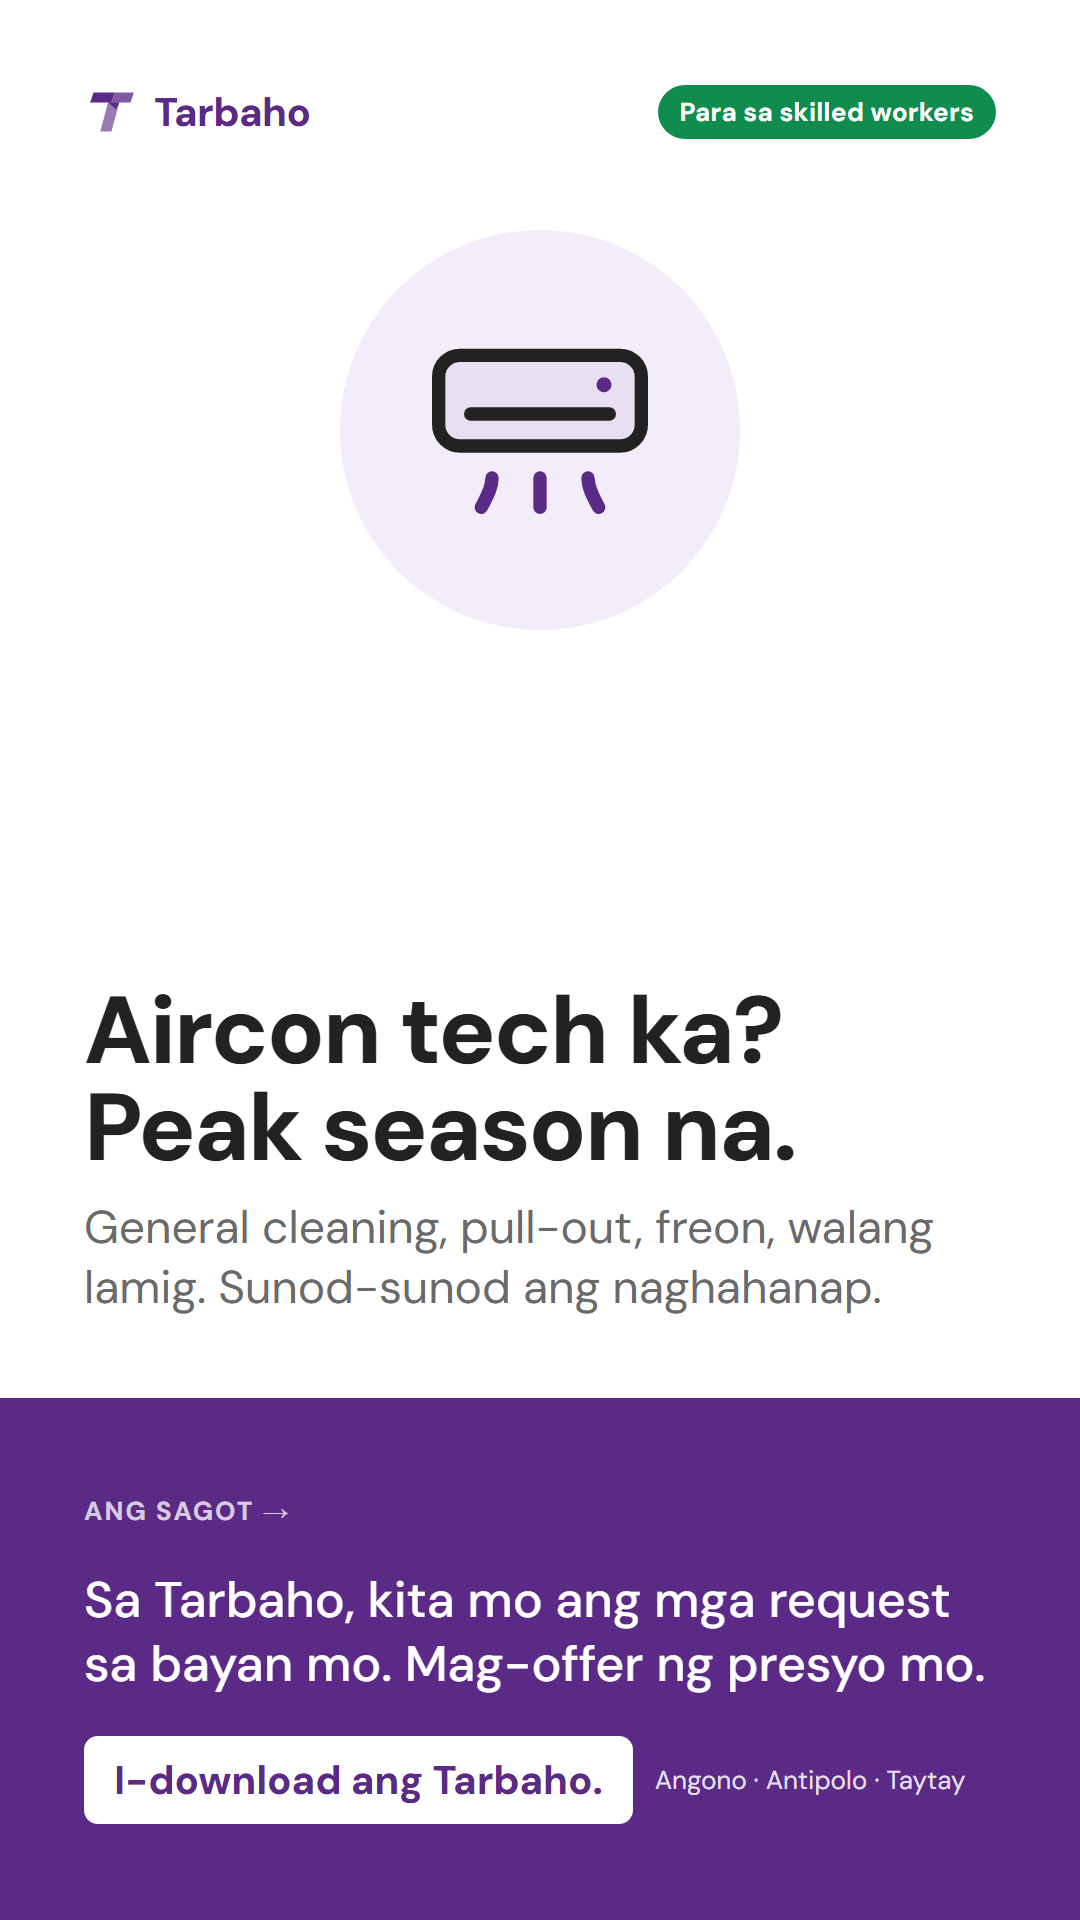 Tarbaho
Para sa skilled workers
Aircon tech ka?
Peak season na.
General cleaning, pull-out, freon, walang
lamig. Sunod-sunod ang naghahanap.
ANG SAGOT →
Sa Tarbaho, kita mo ang mga request
sa bayan mo. Mag-offer ng presyo mo.
I-download ang Tarbaho.
Angono · Antipolo · Taytay